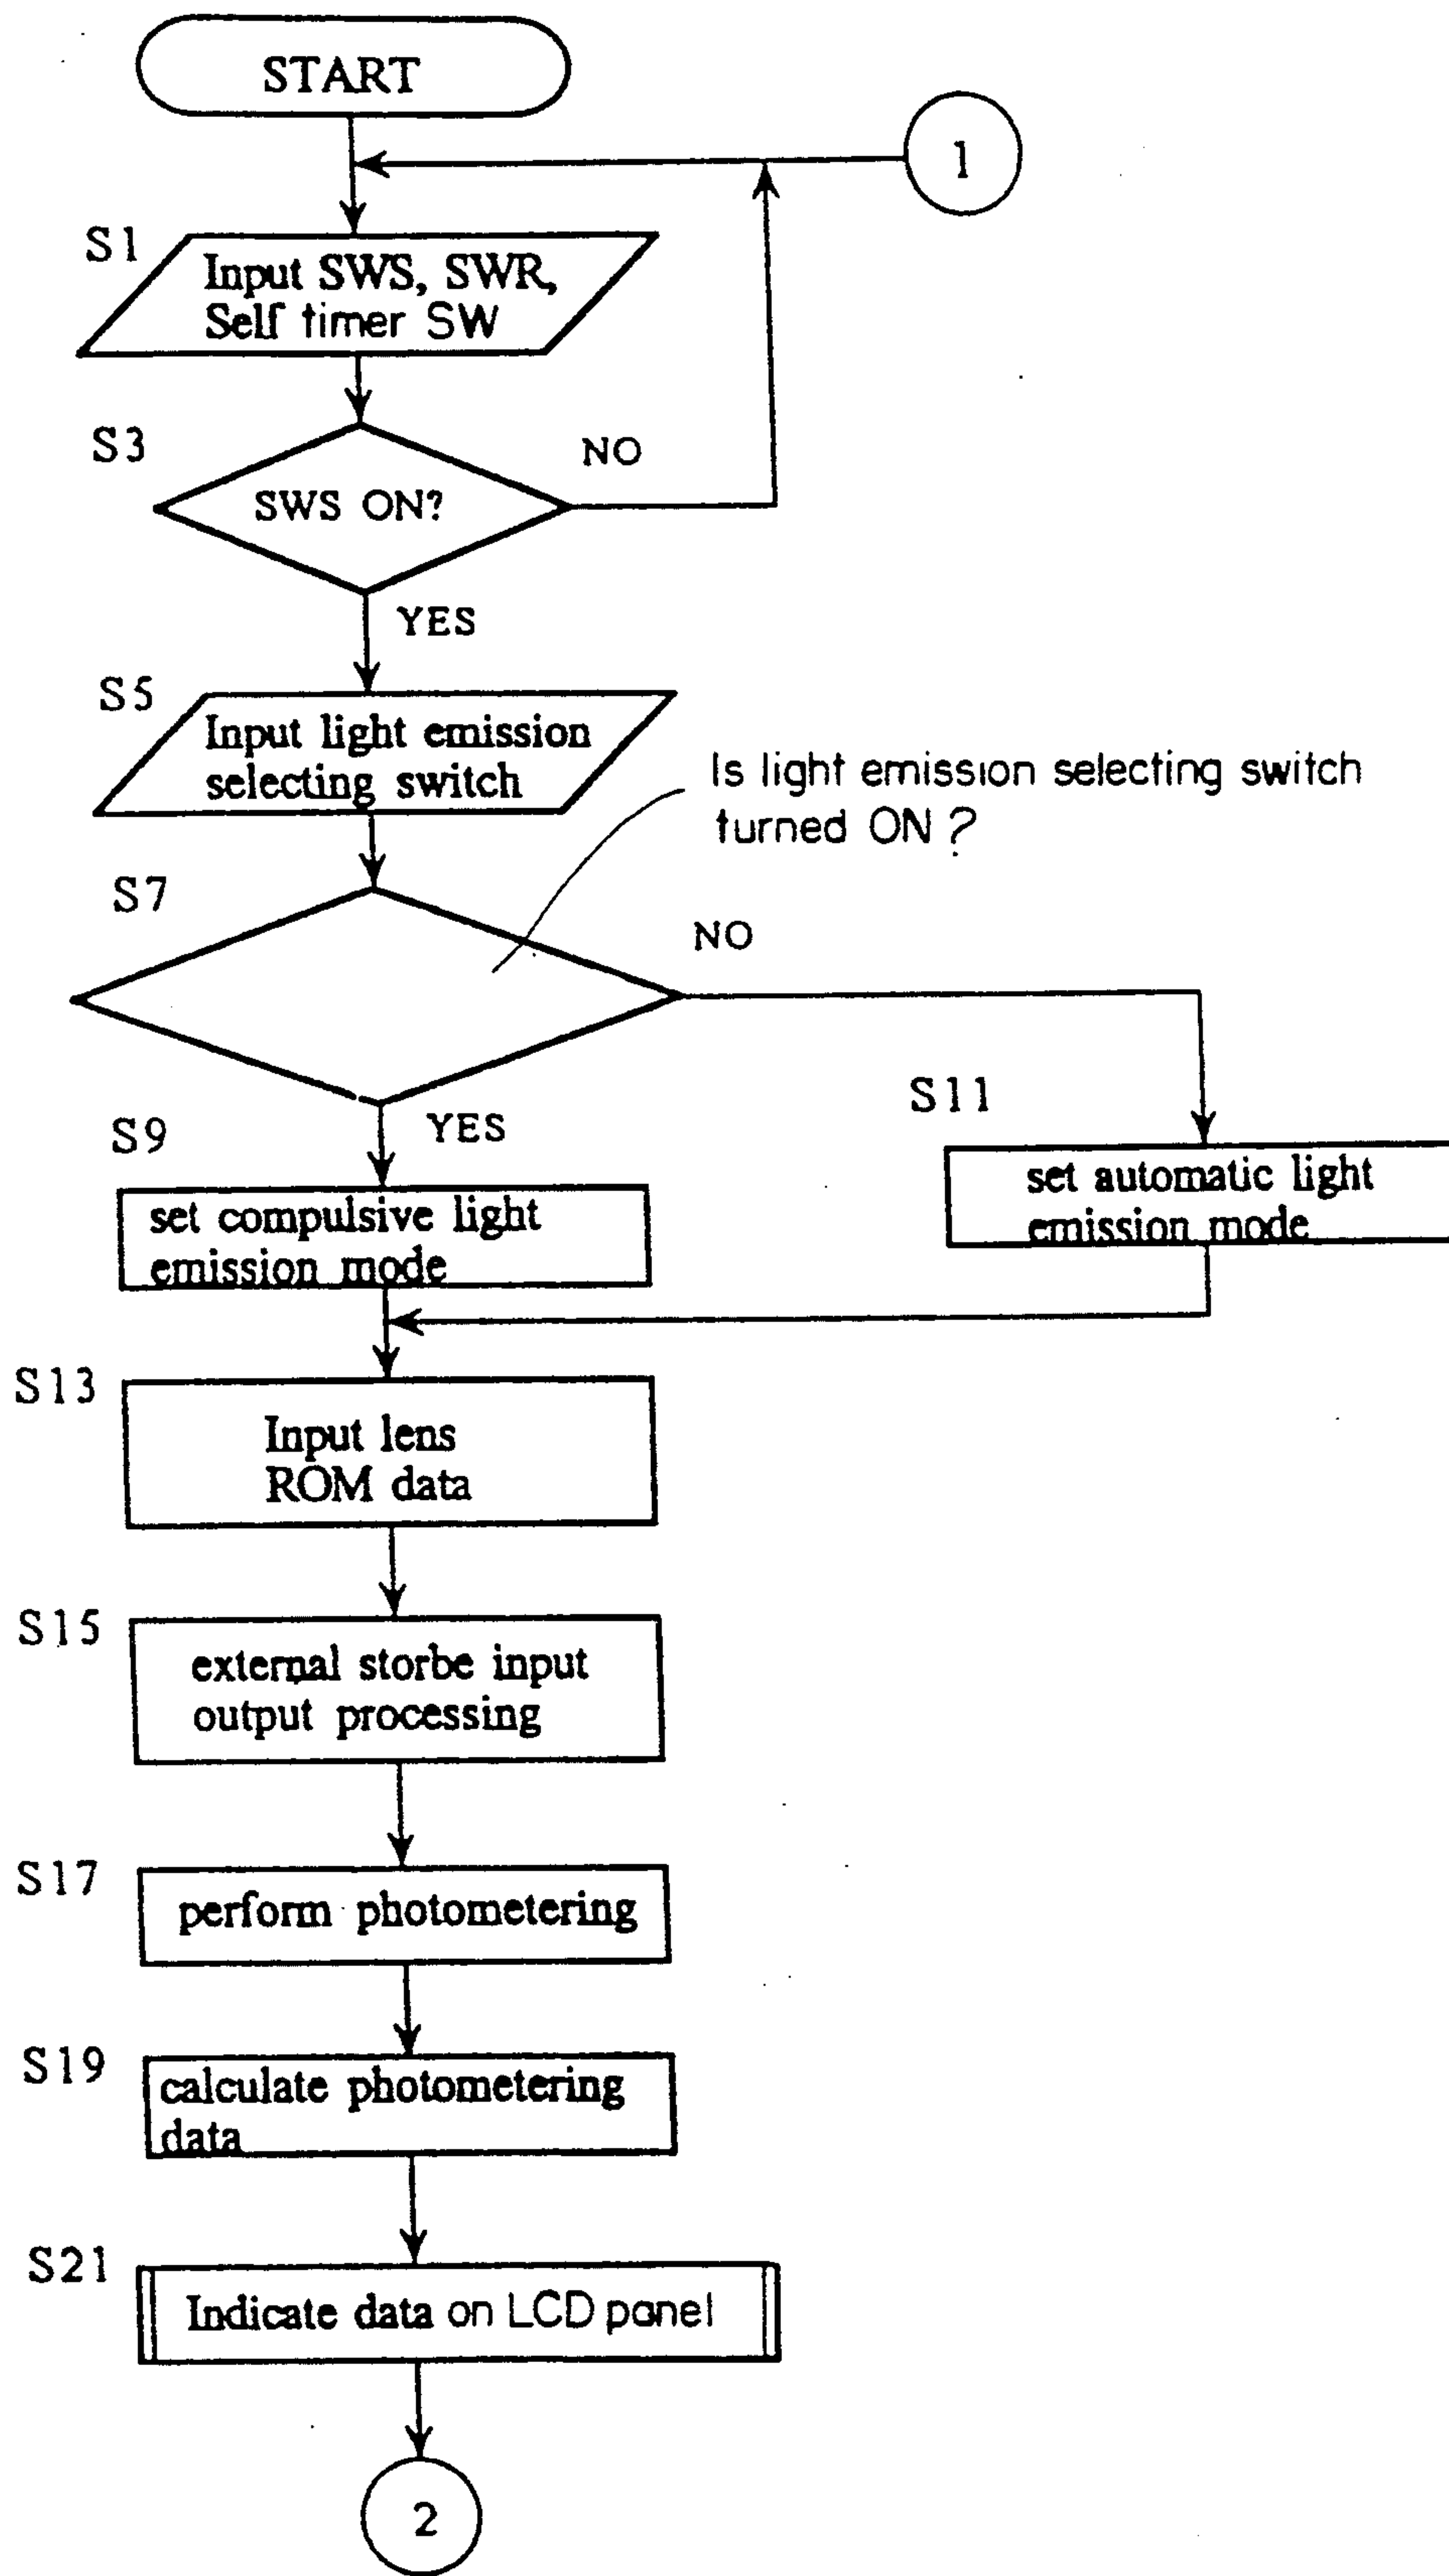 START
1
S1
Input SWS, SWR,
Self timer SW
S3
NO
SWS ON?
YES
S5
Input light emission
selecting switch
Is light emission selecting switch
turned ON?
S7
NO
YES
S9
S11
set compulsive light
emission mode
set automatic light
emission mode
S13
Input lens
ROM data
S15
external storbe input
output processing
S17
perform photometering
S19
calculate photometering
data
S21
Indicate data on LCD panel
2